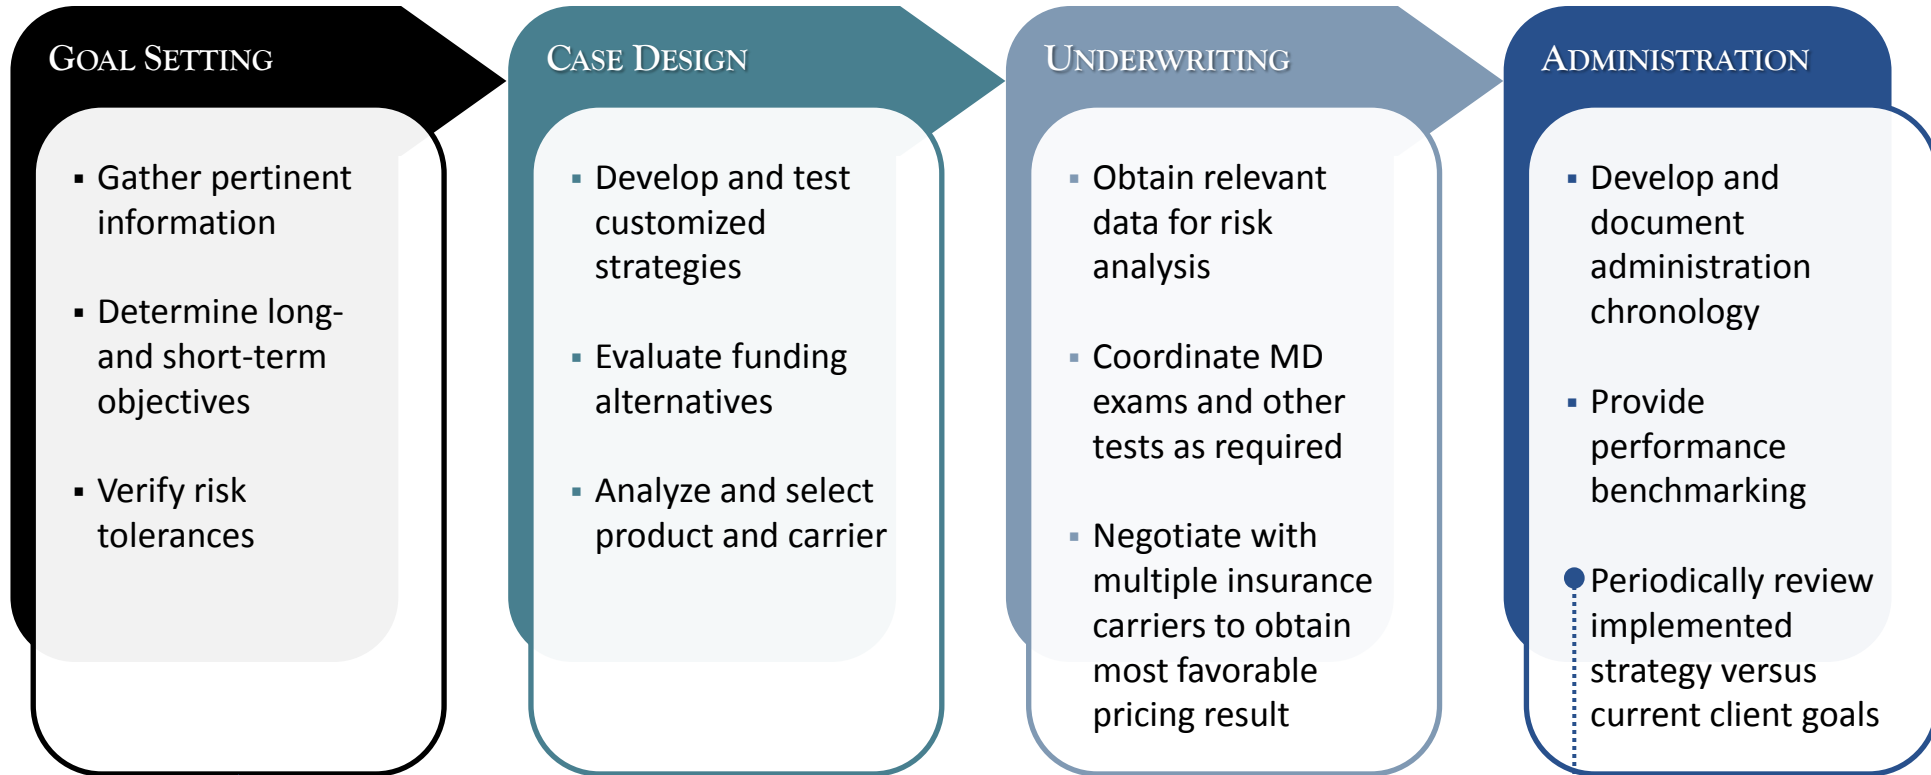 GOAL SETTING
▪ Gather pertinent
information
▪ Determine long-
and short-term
objectives
▪ Verify risk
tolerances
CASE DESIGN
▪ Develop and test
customized
strategies
▪ Evaluate funding
alternatives
▪ Analyze and select
product and carrier
UNDERWRITING
▪ Obtain relevant
data for risk
analysis
▪ Coordinate MD
exams and other
tests as required
▪ Negotiate with
multiple insurance
carriers to obtain
most favorable
pricing result
ADMINISTRATION
▪ Develop and
document
administration
chronology
▪ Provide
performance
benchmarking
Periodically review
implemented
strategy versus
current client goals